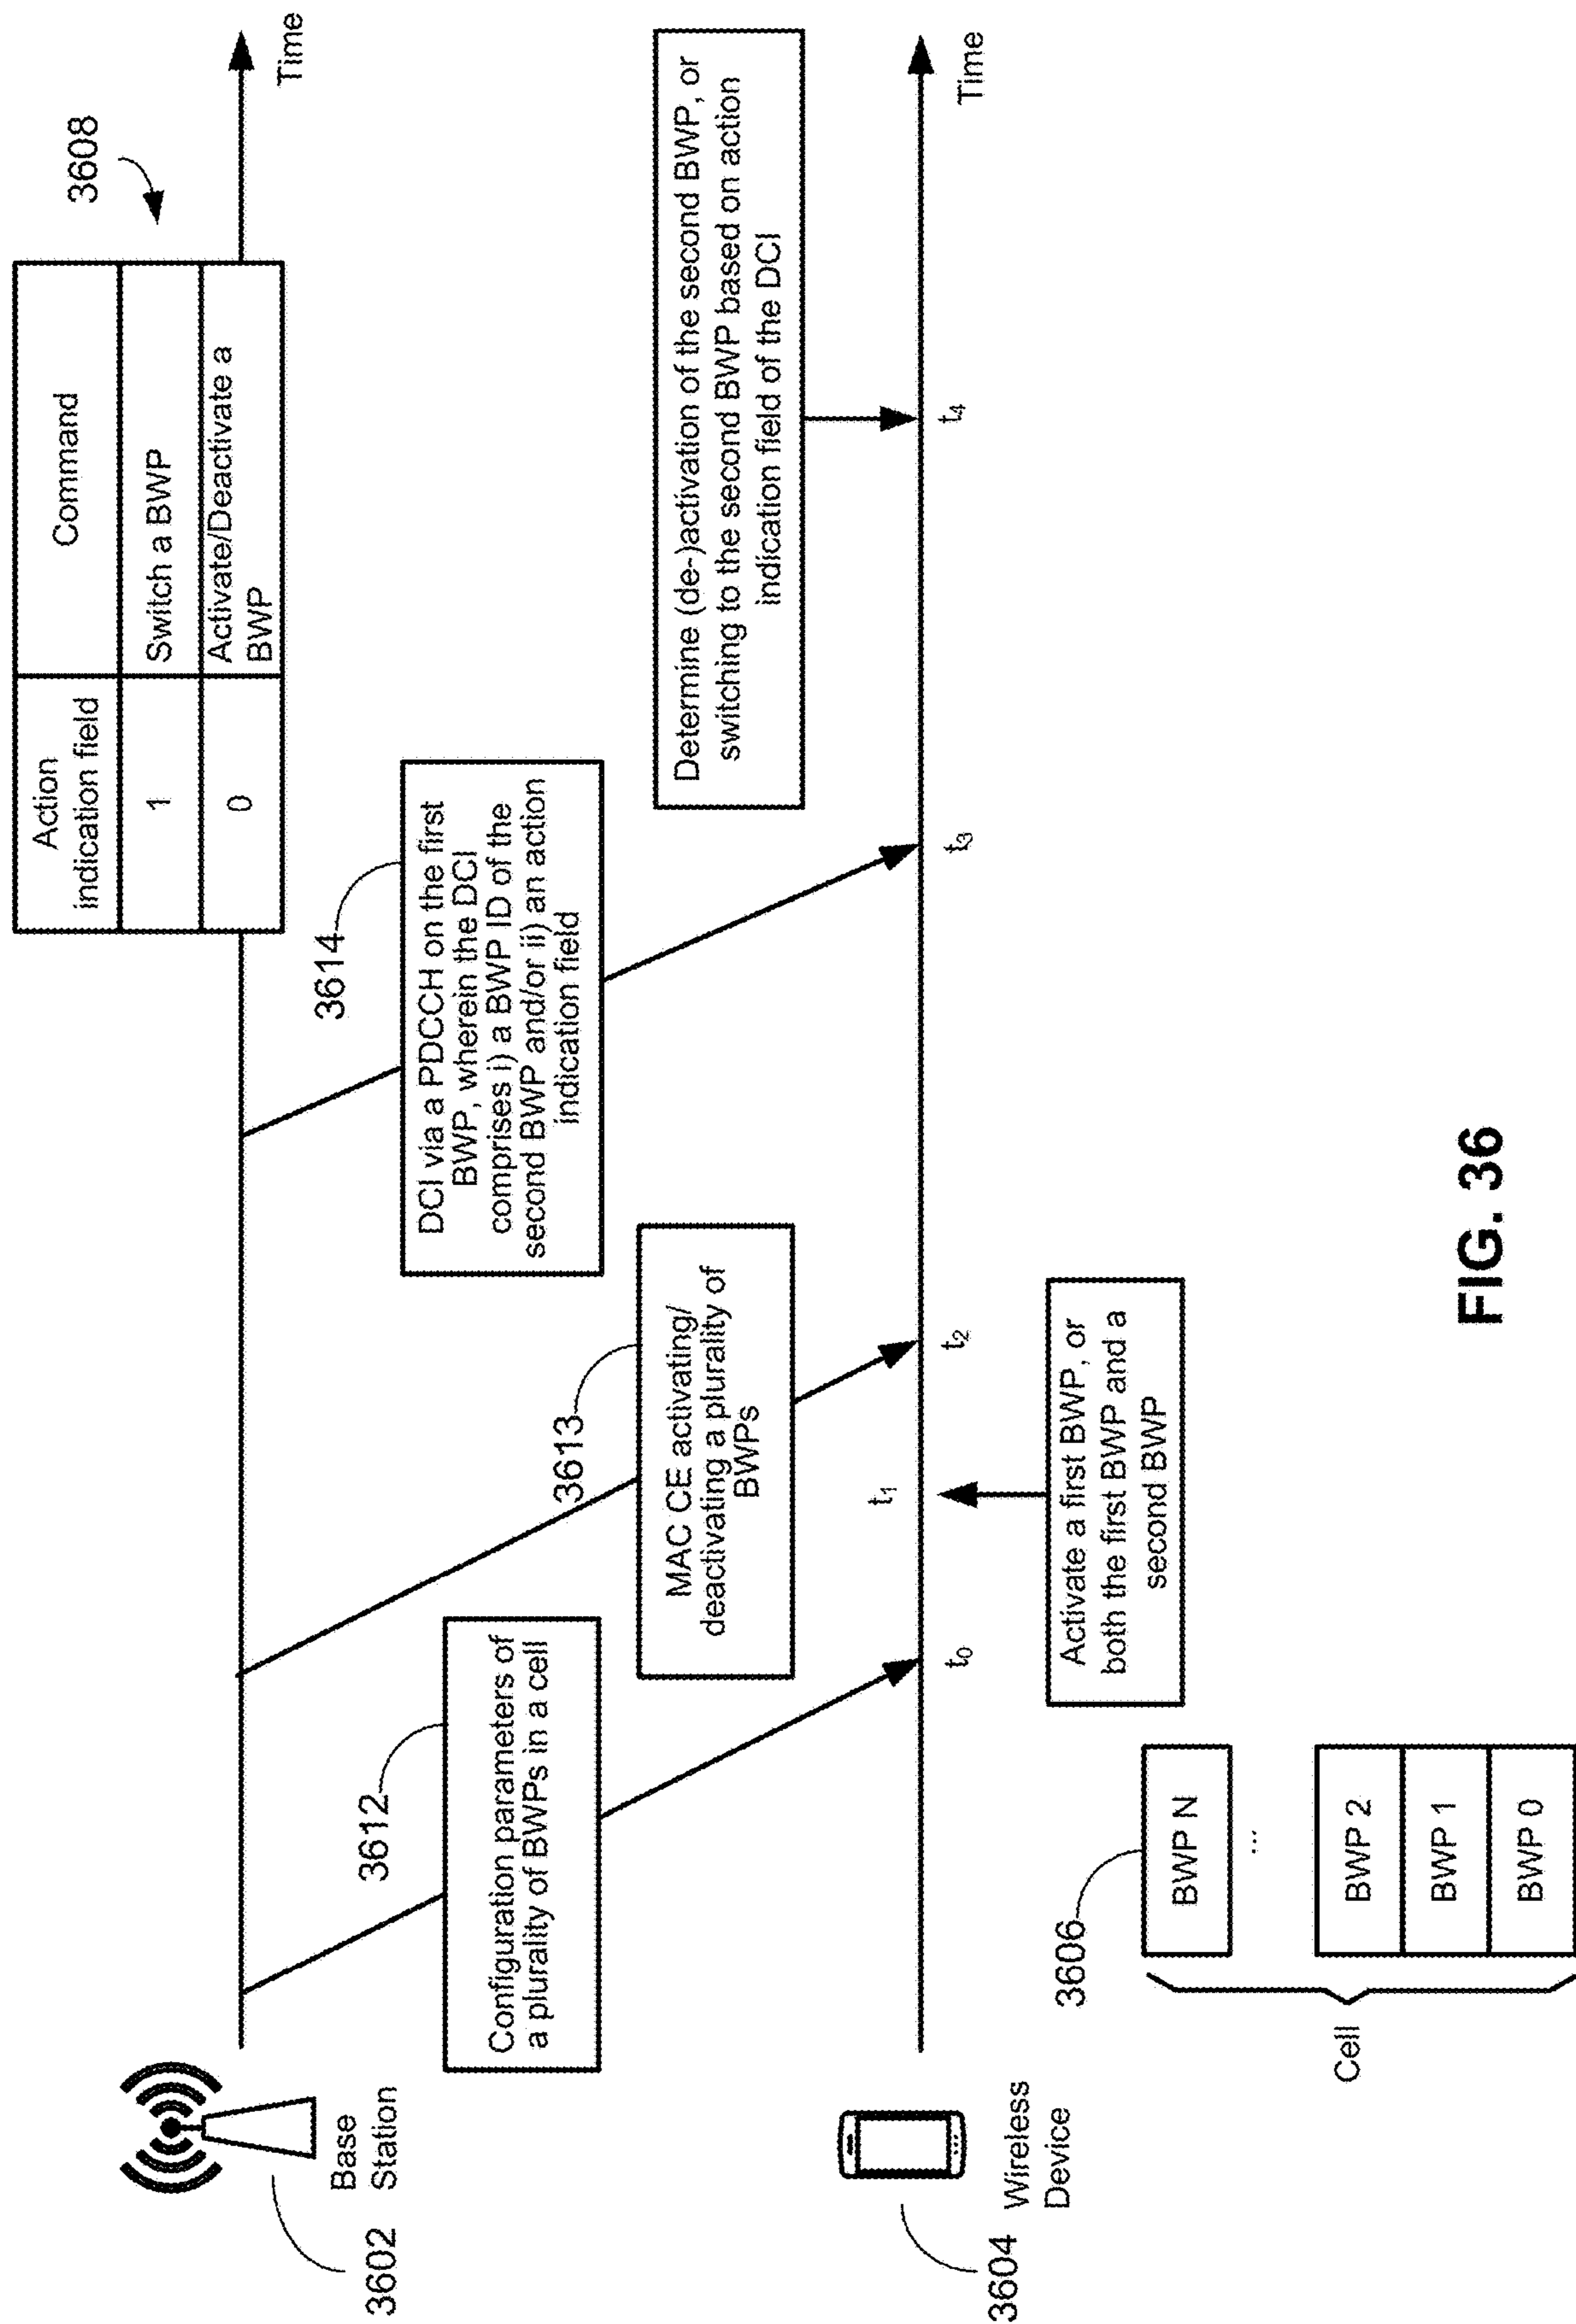 Action
indication field
Command
1
Switch a BWP
0
Activate/Deactivate a
BWP
3608
Time
3602
Base
Station
3612
Configuration parameters of
a plurality of BWPs in a cell
3613
MAC CE activating/
deactivating a plurality of
BWPs
3614
DCI via a PDCCH on the first
BWP, wherein the DCI
comprises i) a BWP ID of the
second BWP and/or ii) an action
indication field
Determine (de-)activation of the second BWP, or
switching to the second BWP based on action
indication field of the DCI
3604
Wireless
Device
t0
t1
t2
t3
t4
Time
Activate a first BWP, or
both the first BWP and a
second BWP
3606
Cell
BWP N
...
BWP 2
BWP 1
BWP 0
FIG. 36